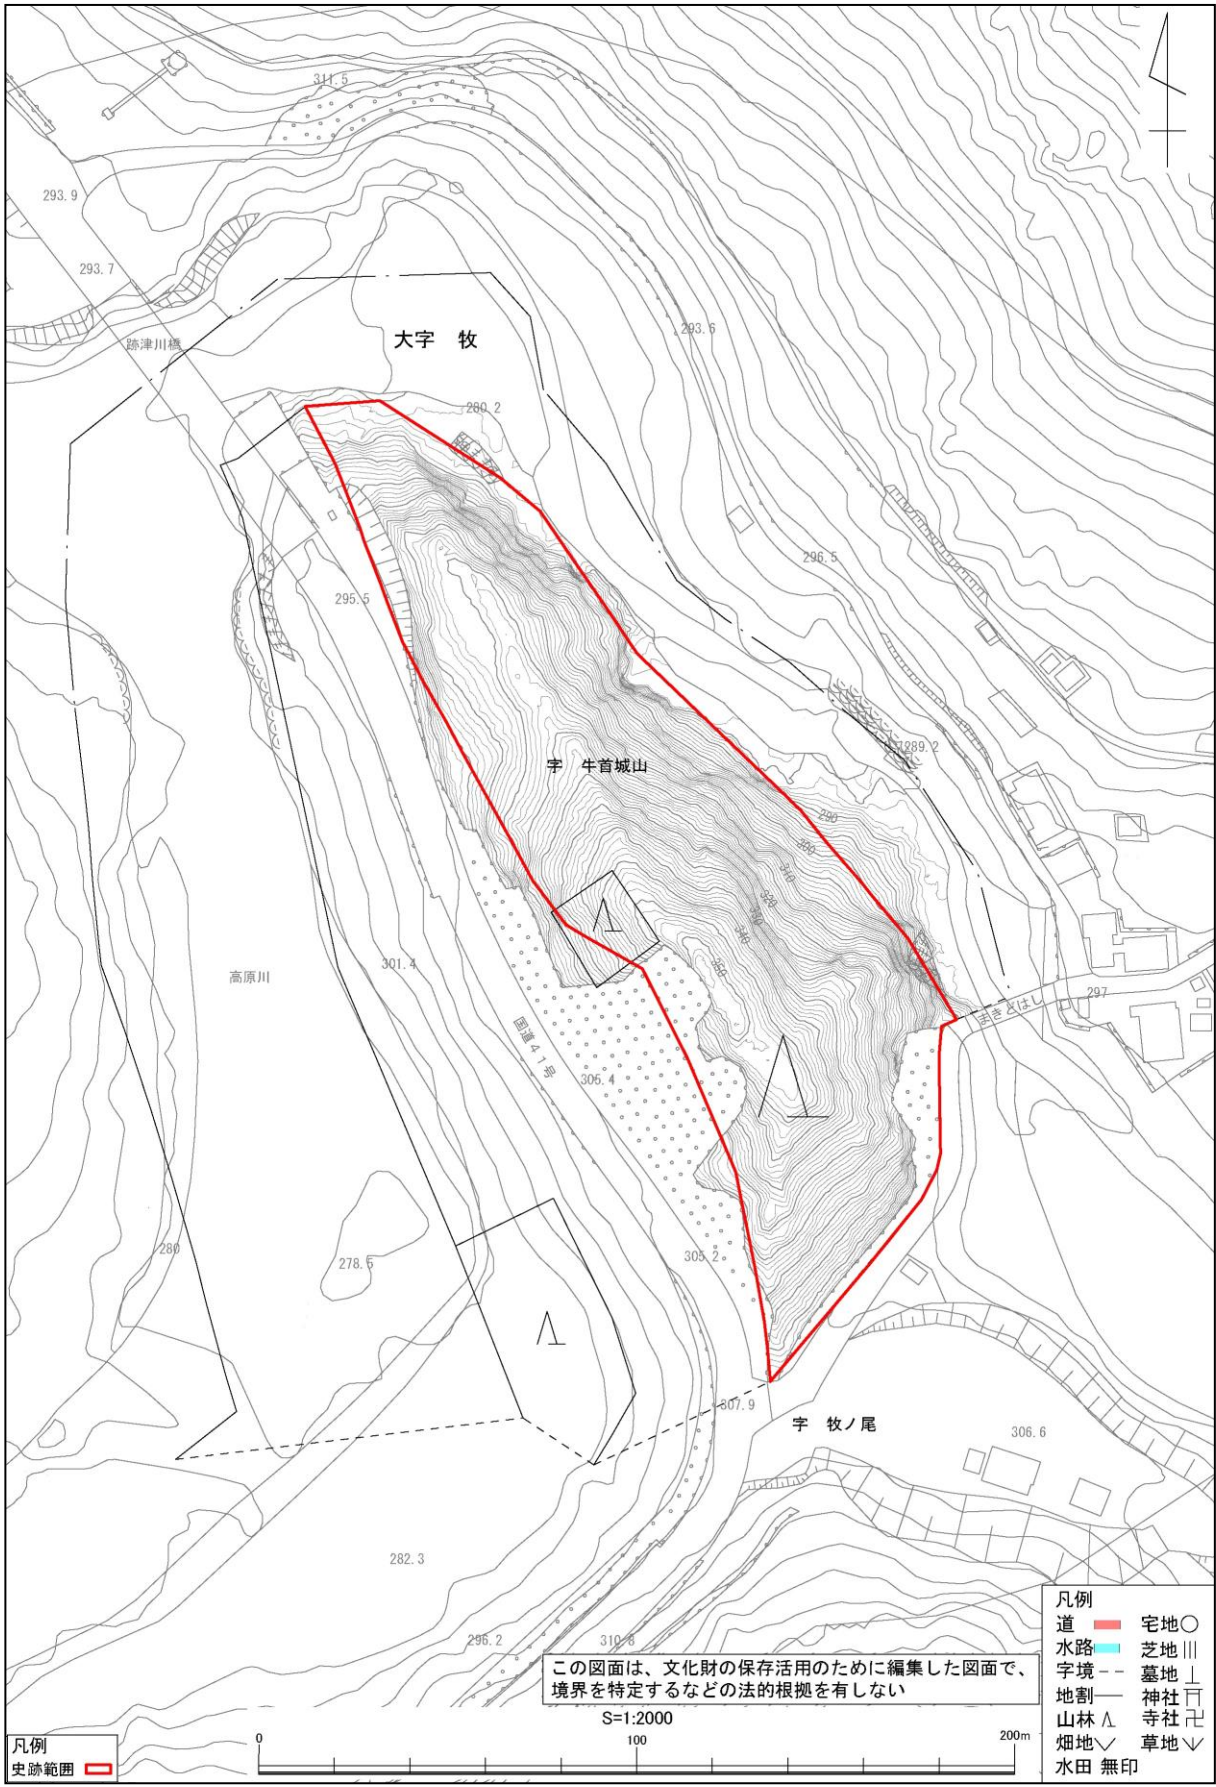 311.5
293.9
293.7
跡津川橋
大字　牧
293.6
280.2
295.5
296.5
289.2
字　牛首城山
290
300
310
320
330
340
350
301.4
高原川
国道41号
305.4
まきどはし
297
280
278.5
305.2
307.9
字　牧ノ尾
306.6
282.3
296.2
310.8
この図面は、文化財の保存活用のために編集した図面で、
境界を特定するなどの法的根拠を有しない
S=1:2000
0 100 200m
凡例
史跡範囲
凡例
道 宅地○
水路 芝地
字境-- 墓地⊥
地割— 神社
山林 寺社卍
畑地 草地
水田 無印